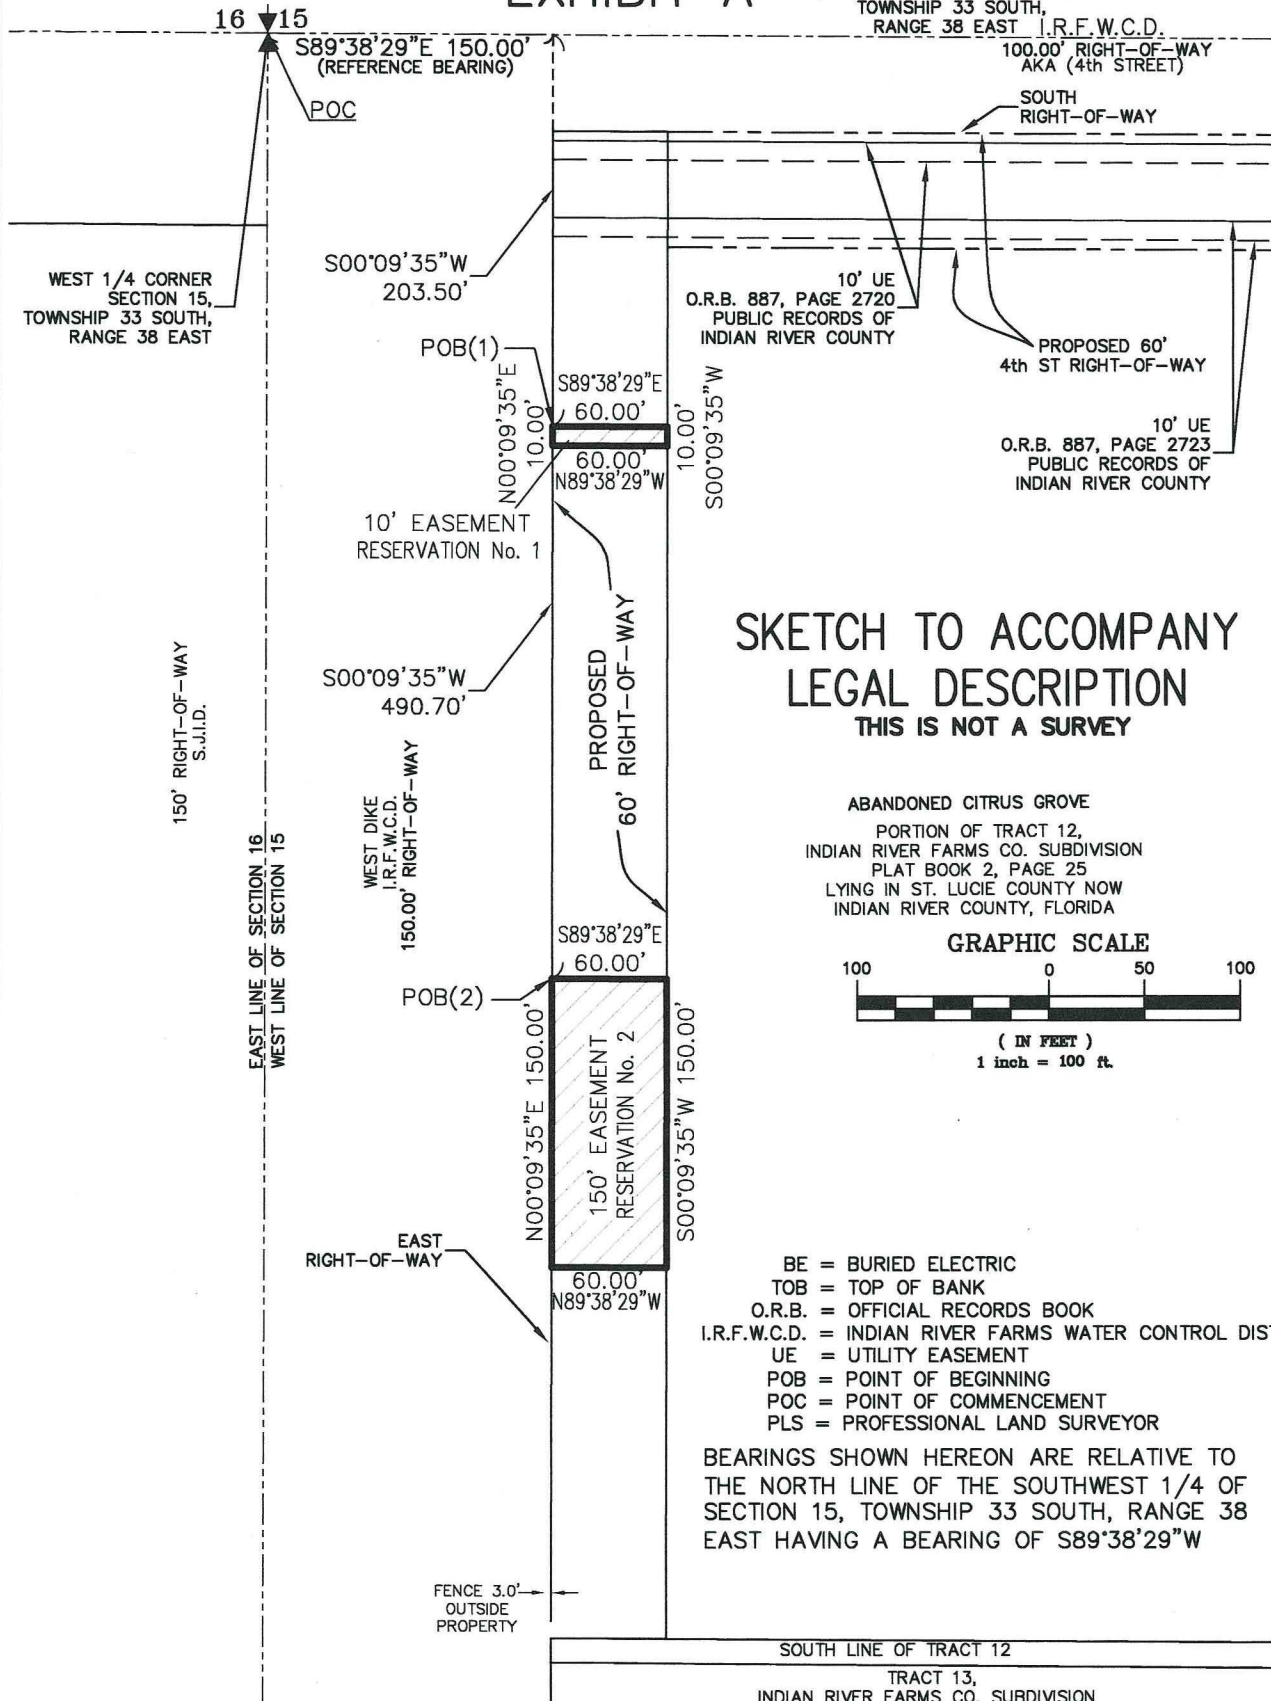 EXHIBIT "A"
TOWNSHIP 33 SOUTH,
RANGE 38 EAST
I.R.F.W.C.D.
100.00' RIGHT-OF-WAY
AKA (4th STREET)
16
15
S89°38'29"E 150.00'
(REFERENCE BEARING)
POC
SOUTH
RIGHT-OF-WAY
WEST 1/4 CORNER
SECTION 15,
TOWNSHIP 33 SOUTH,
RANGE 38 EAST
S00°09'35"W
203.50'
10' UE
O.R.B. 887, PAGE 2720
PUBLIC RECORDS OF
INDIAN RIVER COUNTY
PROPOSED 60'
4th ST RIGHT-OF-WAY
10' UE
O.R.B. 887, PAGE 2723
PUBLIC RECORDS OF
INDIAN RIVER COUNTY
POB(1)
N00°09'35"E
10.00'
S89°38'29"E
60.00'
60.00'
N89°38'29"W
10.00'
S00°09'35"W
10' EASEMENT
RESERVATION No. 1
S00°09'35"W
490.70'
PROPOSED
60' RIGHT-OF-WAY
150' RIGHT-OF-WAY
S.J.I.D.
WEST DIKE
I.R.F.W.C.D.
150.00' RIGHT-OF-WAY
EAST LINE OF SECTION 16
WEST LINE OF SECTION 15
SKETCH TO ACCOMPANY
LEGAL DESCRIPTION
THIS IS NOT A SURVEY
ABANDONED CITRUS GROVE
PORTION OF TRACT 12,
INDIAN RIVER FARMS CO. SUBDIVISION
PLAT BOOK 2, PAGE 25
LYING IN ST. LUCIE COUNTY NOW
INDIAN RIVER COUNTY, FLORIDA
GRAPHIC SCALE
100 0 50 100
( IN FEET )
1 inch = 100 ft.
S89°38'29"E
60.00'
POB(2)
N00°09'35"E 150.00'
150' EASEMENT
RESERVATION No. 2
S00°09'35"W 150.00'
60.00'
N89°38'29"W
EAST
RIGHT-OF-WAY
BE = BURIED ELECTRIC
TOB = TOP OF BANK
O.R.B. = OFFICIAL RECORDS BOOK
I.R.F.W.C.D. = INDIAN RIVER FARMS WATER CONTROL DIS
UE = UTILITY EASEMENT
POB = POINT OF BEGINNING
POC = POINT OF COMMENCEMENT
PLS = PROFESSIONAL LAND SURVEYOR
BEARINGS SHOWN HEREON ARE RELATIVE TO
THE NORTH LINE OF THE SOUTHWEST 1/4 OF
SECTION 15, TOWNSHIP 33 SOUTH, RANGE 38
EAST HAVING A BEARING OF S89°38'29"W
FENCE 3.0'
OUTSIDE
PROPERTY
SOUTH LINE OF TRACT 12
TRACT 13,
INDIAN RIVER FARMS CO. SUBDIVISION